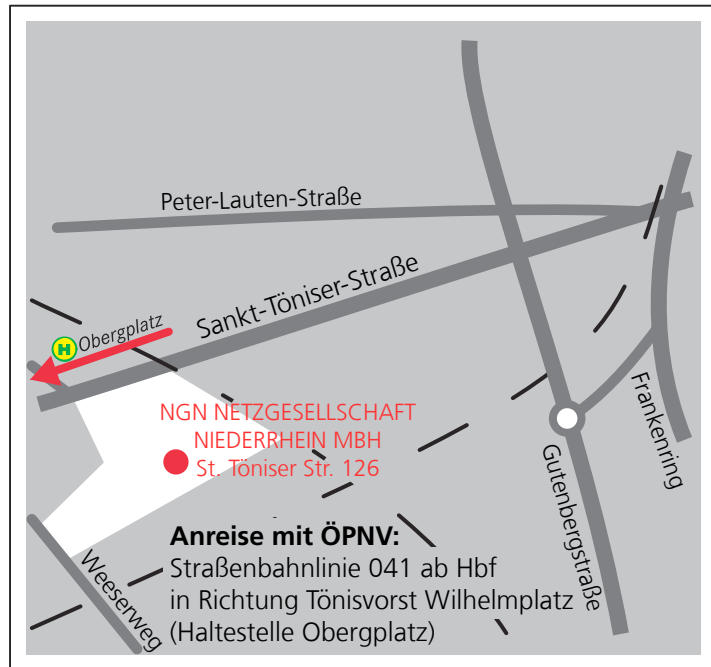 Peter-Lauten-Straße
Sankt-Töniser-Straße
H
Obergplatz
NGN NETZGESELLSCHAFT
NIEDERRHEIN MBH
St. Töniser Str. 126
Frankenring
Gutenbergstraße
Weeserweg
Anreise mit ÖPNV:
Straßenbahnlinie 041 ab Hbf
in Richtung Tönisvorst Wilhelmplatz
(Haltestelle Obergplatz)